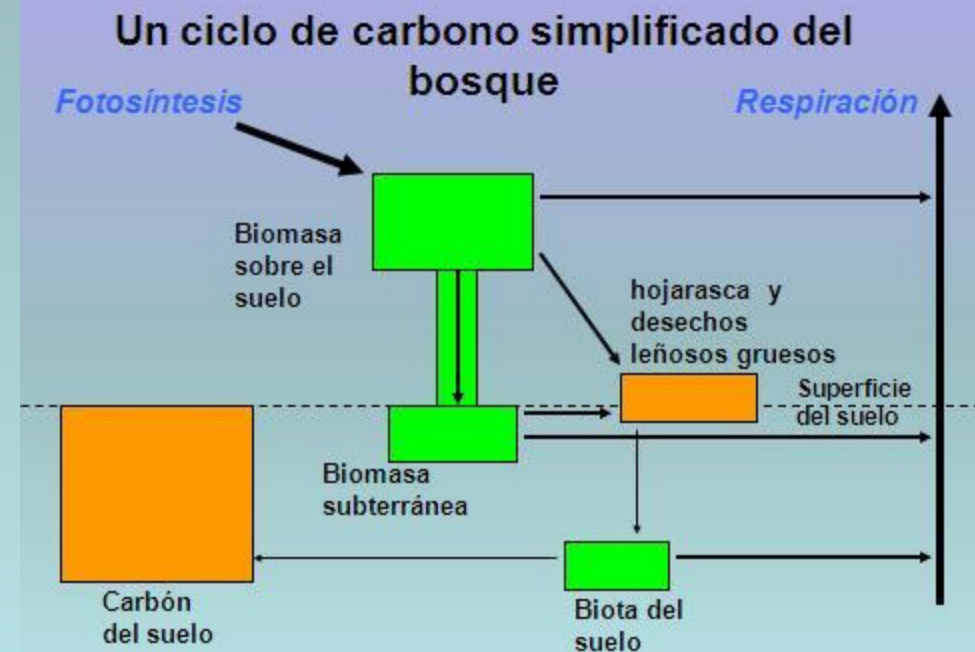 Un ciclo de carbono simplificado del
bosque
Fotosíntesis
Respiración
Biomasa
sobre el
suelo
hojarasca y
desechos
leñosos gruesos
Superficie
del suelo
Biomasa
subterránea
Carbón
del suelo
Biota del
suelo